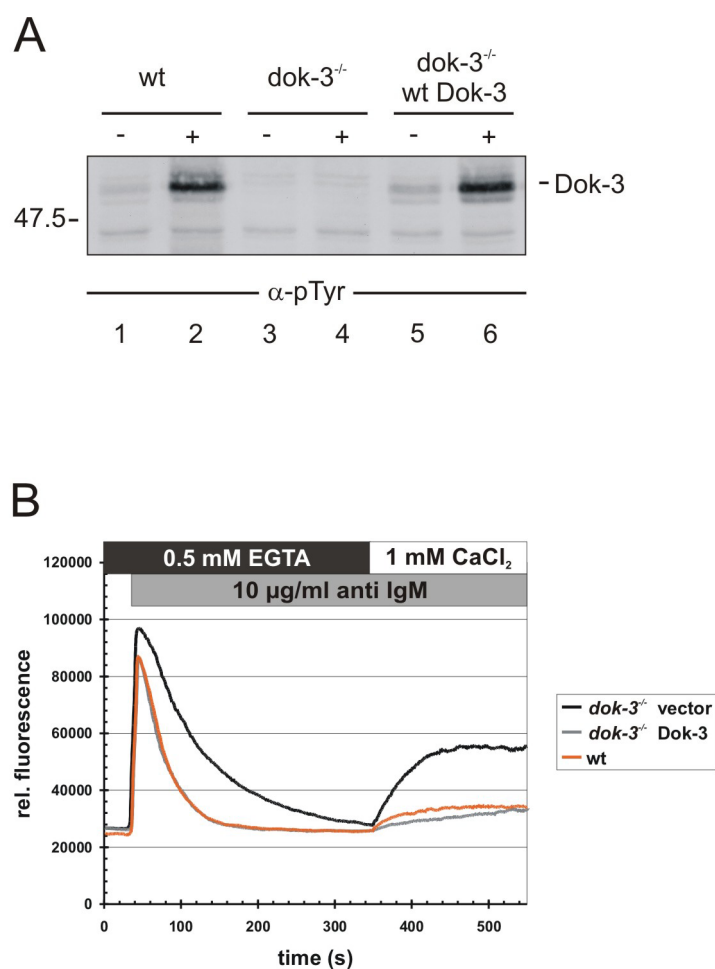 A
wt dok-3-/- dok-3-/-
wt Dok-3
- + - + - +
47.5-
- Dok-3
α-pTyr
1 2 3 4 5 6
B
0.5 mM EGTA 1 mM CaCl₂
10 µg/ml anti IgM
120000
100000
80000
60000
40000
20000
0
rel. fluorescence
0 100 200 300 400 500
time (s)
dok-3-/- vector
dok-3-/- Dok-3
wt